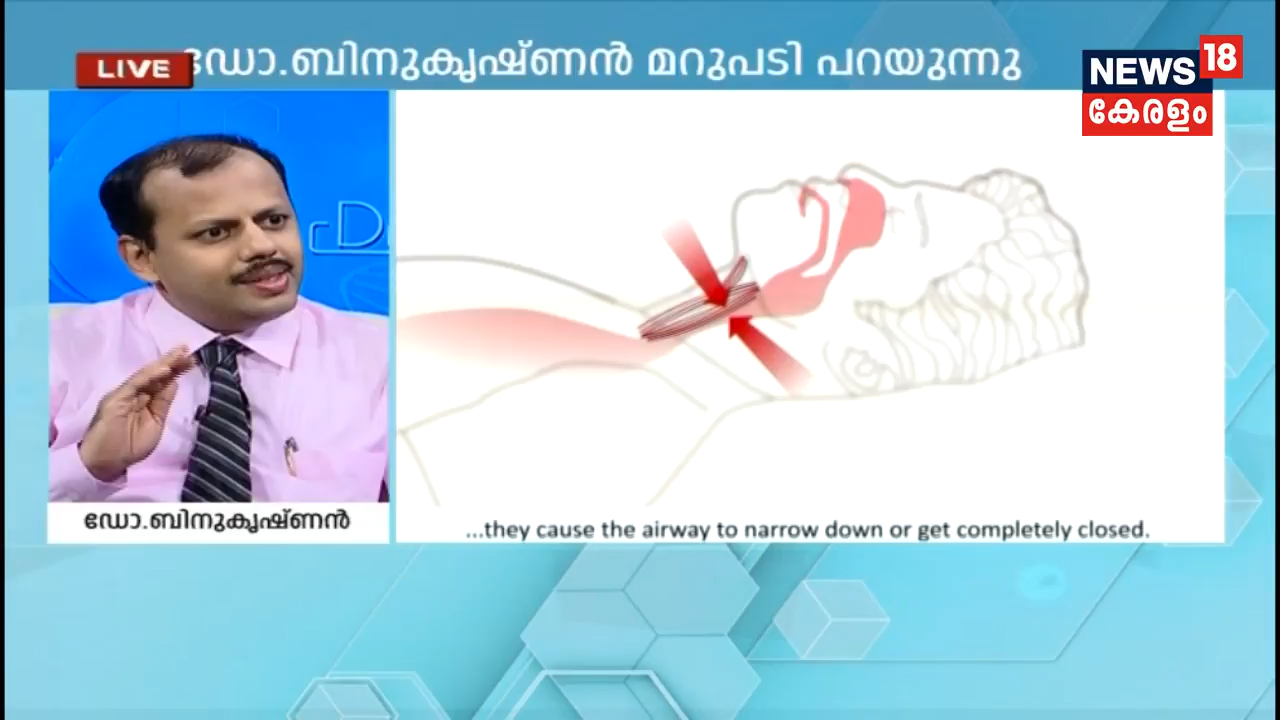 ഡോ.ബിനുകൃഷ്ണൻ മറുപടി പറയുന്നു
LIVE
NEWS 18
കേരളം
ഡോ.ബിനുകൃഷ്ണൻ
...they cause the airway to narrow down or get completely closed.